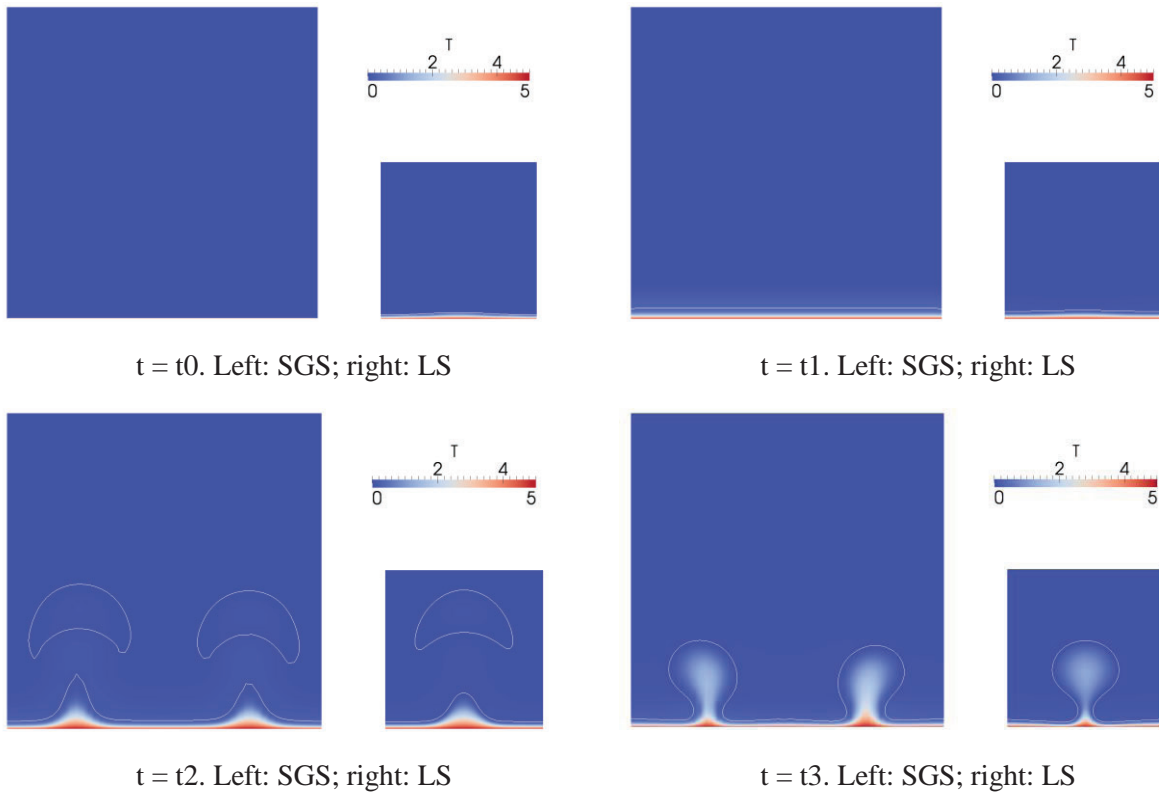 T
2 4
0 5
T
2 4
0 5
t = t0. Left: SGS; right: LS
t = t1. Left: SGS; right: LS
T
2 4
0 5
T
2 4
0 5
t = t2. Left: SGS; right: LS
t = t3. Left: SGS; right: LS